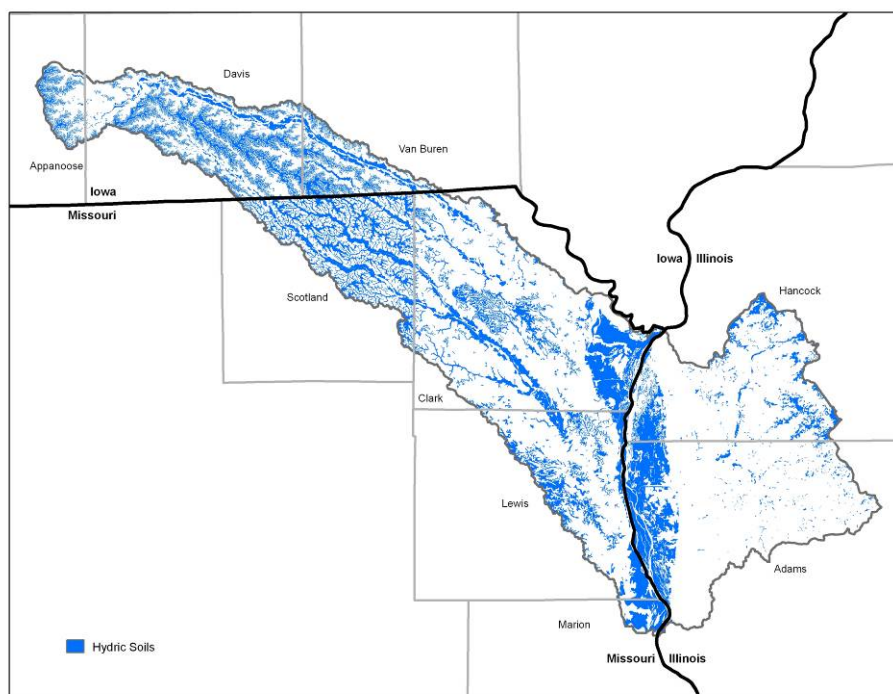 Davis
Van Buren
Appanoose
Iowa
Missouri
Iowa Illinois
Hancock
Scotland
Clark
Lewis
Adams
Marion
Hydric Soils
Missouri Illinois